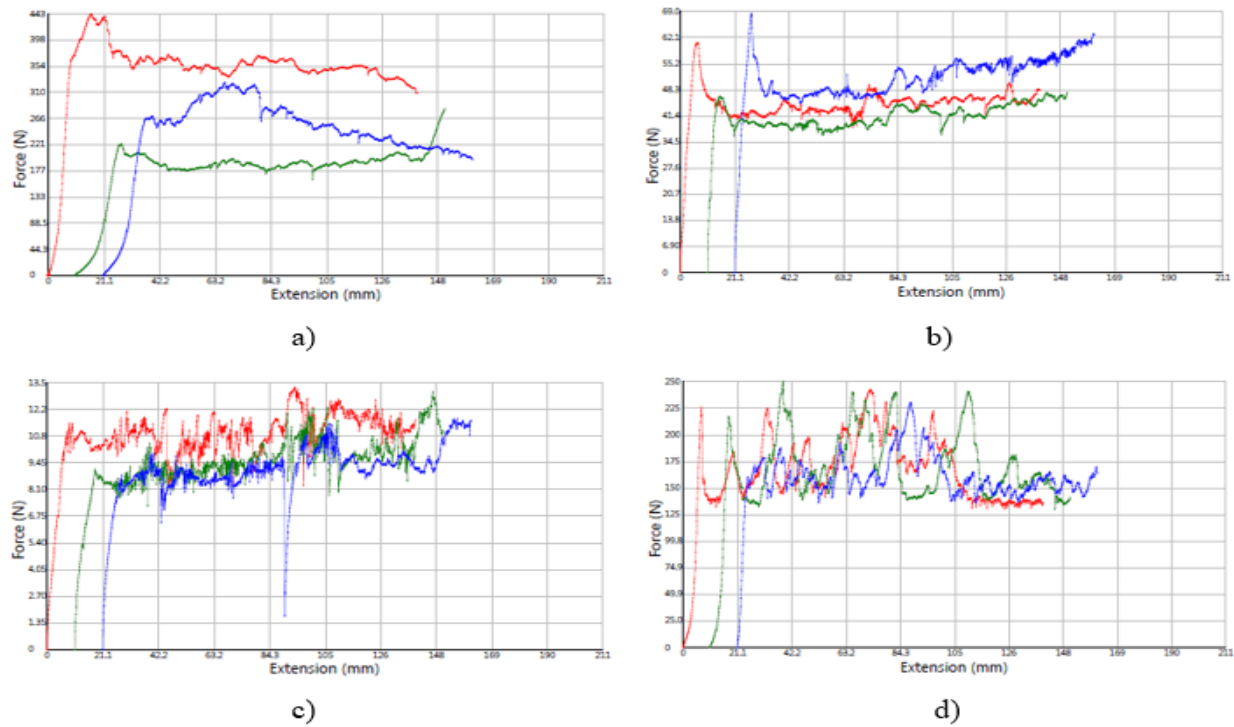 443
398
354
310
266
221
177
133
88.5
44.3
0
Force (N)
0 21.1 42.2 63.2 84.3 105 126 148 169 190 211
Extension (mm)
a)
69.0
62.1
55.2
48.3
41.4
34.5
27.6
20.7
13.8
6.90
0
Force (N)
0 21.1 42.2 63.2 84.3 105 126 148 169 190 211
Extension (mm)
b)
13.5
12.2
10.8
9.45
8.10
6.75
5.40
4.05
2.70
1.35
0
Force (N)
0 21.1 42.2 63.2 84.3 105 126 148 169 190 211
Extension (mm)
c)
250
225
200
175
150
125
99.8
74.9
49.9
25.0
0
Force (N)
0 21.1 42.2 63.2 84.3 105 126 148 169 190 211
Extension (mm)
d)